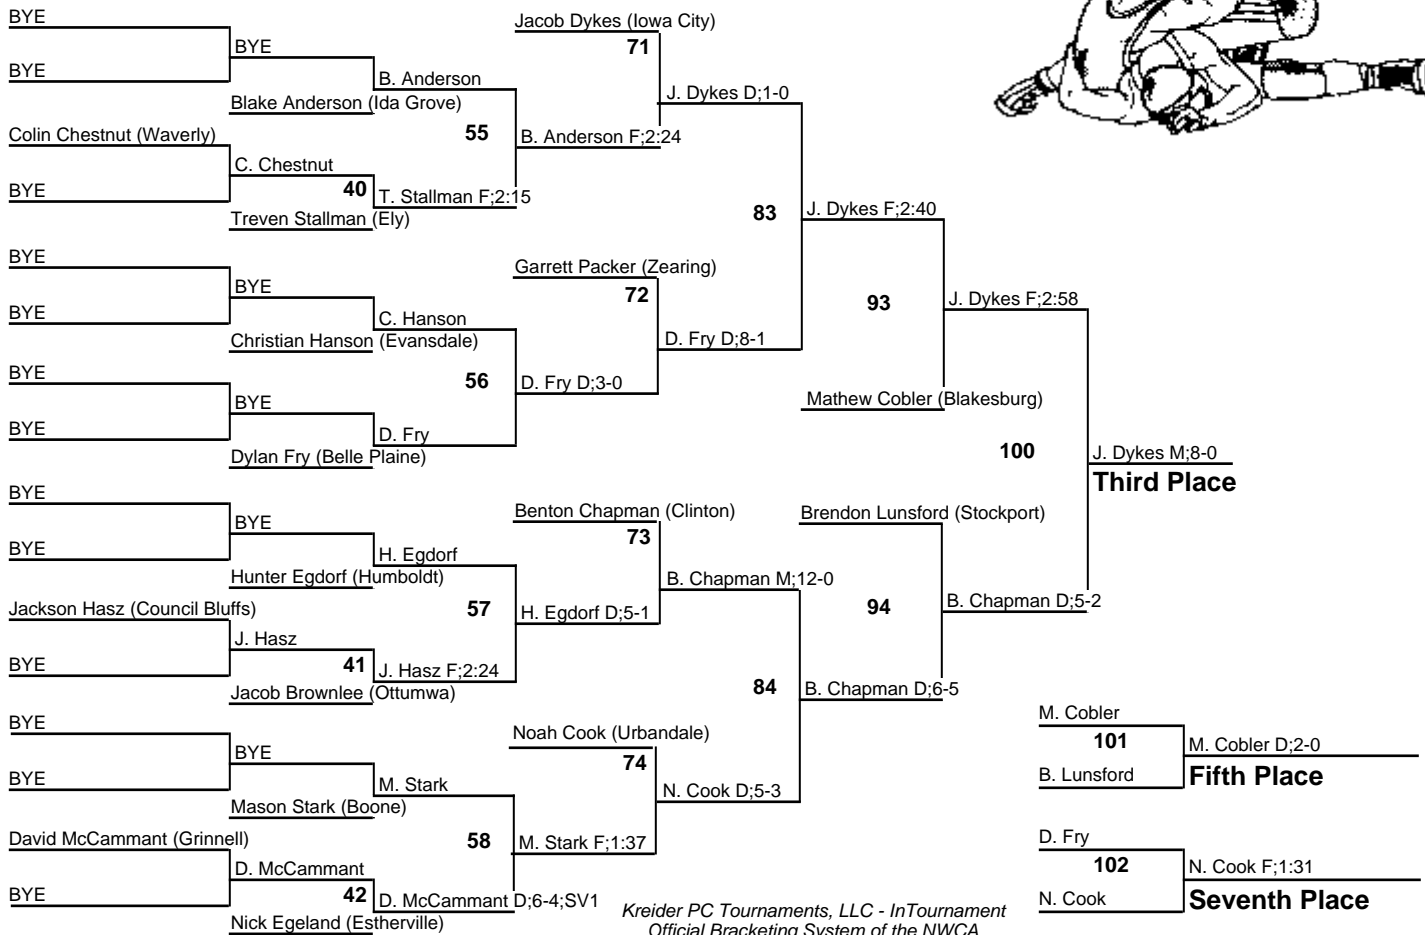 BYE
Jacob Dykes (Iowa City)
71
BYE
BYE
B. Anderson
J. Dykes D;1-0
Blake Anderson (Ida Grove)
55
B. Anderson F;2:24
Colin Chestnut (Waverly)
C. Chestnut
40
T. Stallman F;2:15
BYE
Treven Stallman (Ely)
83
J. Dykes F;2:40
BYE
Garrett Packer (Zearing)
BYE
72
93
J. Dykes F;2:58
BYE
C. Hanson
Christian Hanson (Evansdale)
D. Fry D;8-1
BYE
56
D. Fry D;3-0
BYE
Mathew Cobler (Blakesburg)
BYE
D. Fry
Dylan Fry (Belle Plaine)
100
J. Dykes M;8-0
Third Place
BYE
Benton Chapman (Clinton)
Brendon Lunsford (Stockport)
BYE
73
BYE
H. Egdorf
Hunter Egdorf (Humboldt)
B. Chapman M;12-0
Jackson Hasz (Council Bluffs)
57
H. Egdorf D;5-1
94
B. Chapman D;5-2
J. Hasz
BYE
41
J. Hasz F;2:24
Jacob Brownlee (Ottumwa)
84
B. Chapman D;6-5
BYE
Noah Cook (Urbandale)
M. Cobler
101
M. Cobler D;2-0
BYE
74
BYE
M. Stark
N. Cook D;5-3
B. Lunsford
Fifth Place
Mason Stark (Boone)
David McCammant (Grinnell)
58
M. Stark F;1:37
D. Fry
D. McCammant
102
N. Cook F;1:31
BYE
42
D. McCammant D;6-4;SV1
N. Cook
Seventh Place
Nick Egeland (Estherville)
Kreider PC Tournaments, LLC - InTournament
Official Bracketing System of the NWCA